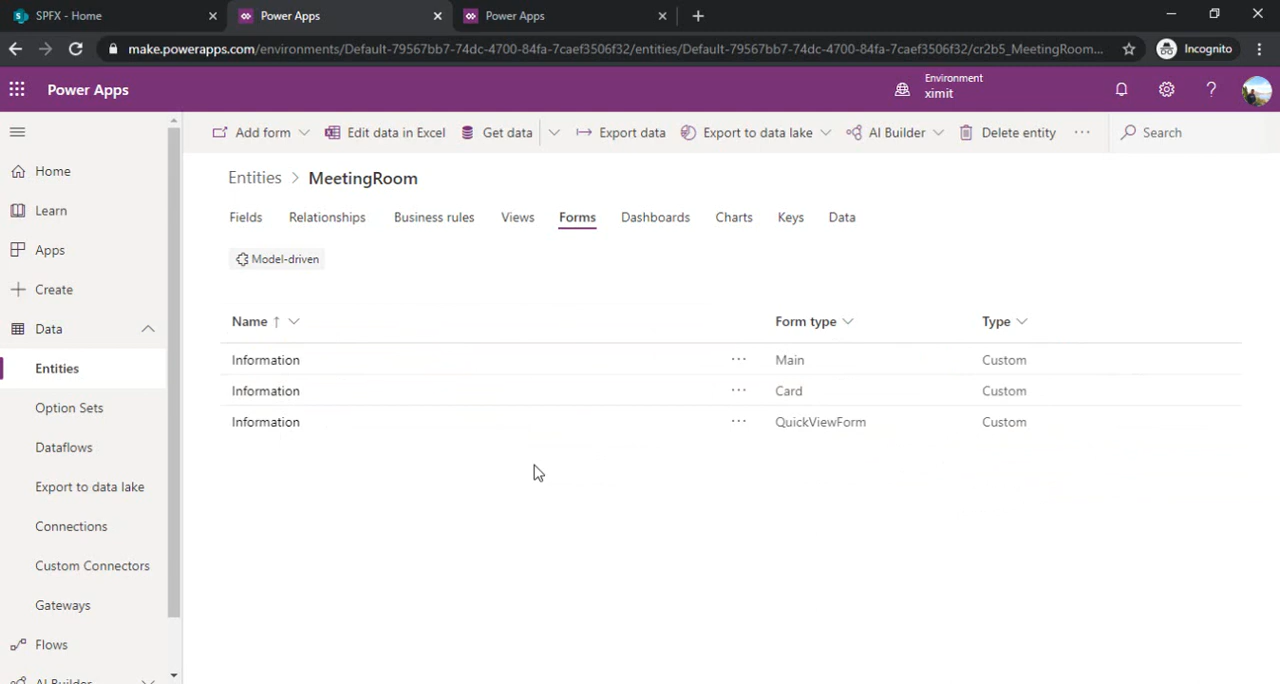 SPFX - Home
Power Apps
Power Apps
make.powerapps.com/environments/Default-79567bb7-74dc-4700-84fa-7caef3506f32/entities/Default-79567bb7-74dc-4700-84fa-7caef3506f32/cr2b5_MeetingRoom...
Incognito
Power Apps
Environment
ximit
Add form
Edit data in Excel
Get data
Export data
Export to data lake
AI Builder
Delete entity
Search
Home
Learn
Apps
Create
Data
Entities
Option Sets
Dataflows
Export to data lake
Connections
Custom Connectors
Gateways
Flows
AI Builder
Entities > MeetingRoom
Fields Relationships Business rules Views Forms Dashboards Charts Keys Data
Model-driven
Name ↑ Form type Type
Information ... Main Custom
Information ... Card Custom
Information ... QuickViewForm Custom